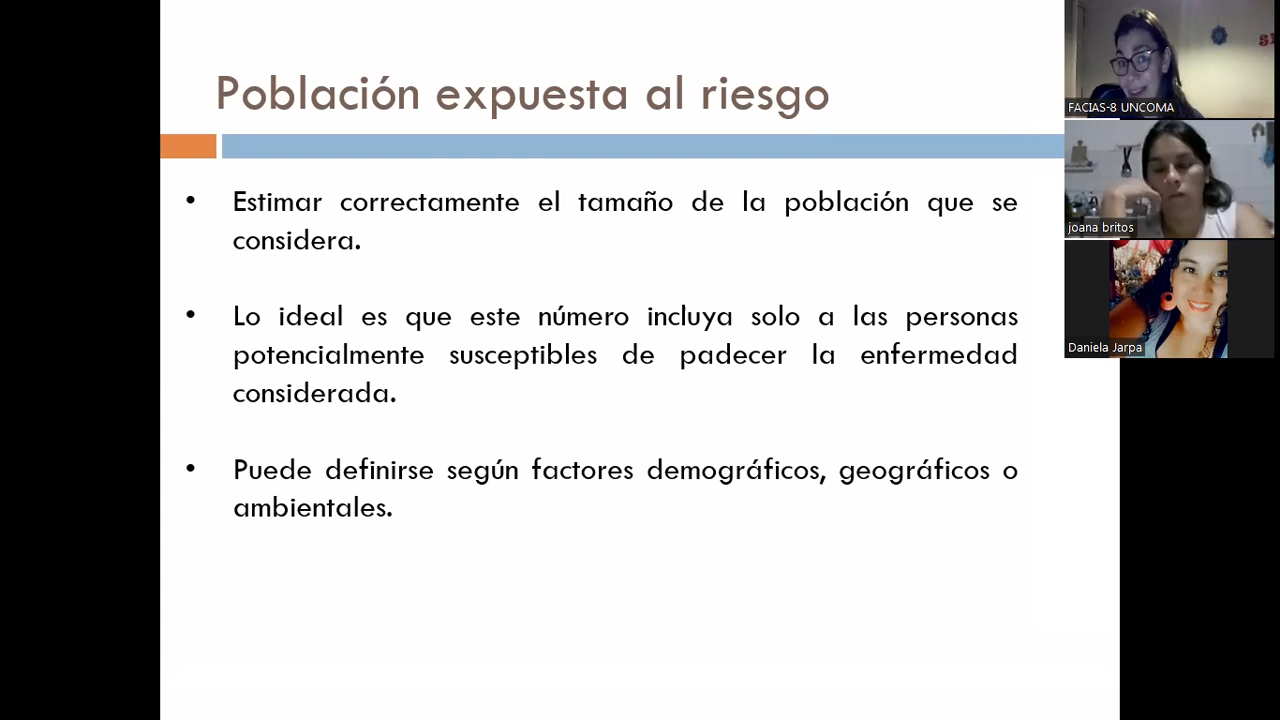 Población expuesta al riesgo
• Estimar correctamente el tamaño de la población que se
considera.
• Lo ideal es que este número incluya solo a las personas
potencialmente susceptibles de padecer la enfermedad
considerada.
• Puede definirse según factores demográficos, geográficos o
ambientales.
FACIAS-8 UNCOMA
joana britos
Daniela Jarpa